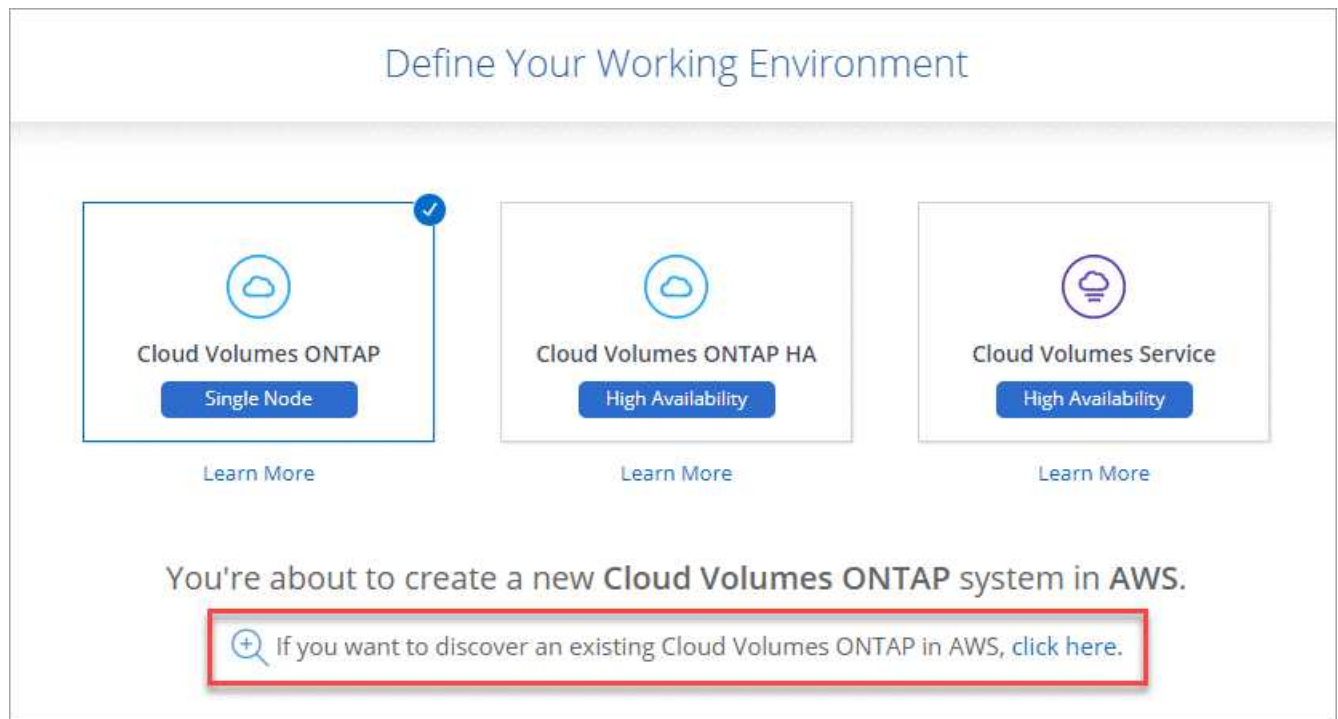 Define Your Working Environment
Cloud Volumes ONTAP
Single Node
Learn More
Cloud Volumes ONTAP HA
High Availability
Learn More
Cloud Volumes Service
High Availability
Learn More
You're about to create a new Cloud Volumes ONTAP system in AWS.
If you want to discover an existing Cloud Volumes ONTAP in AWS, click here.